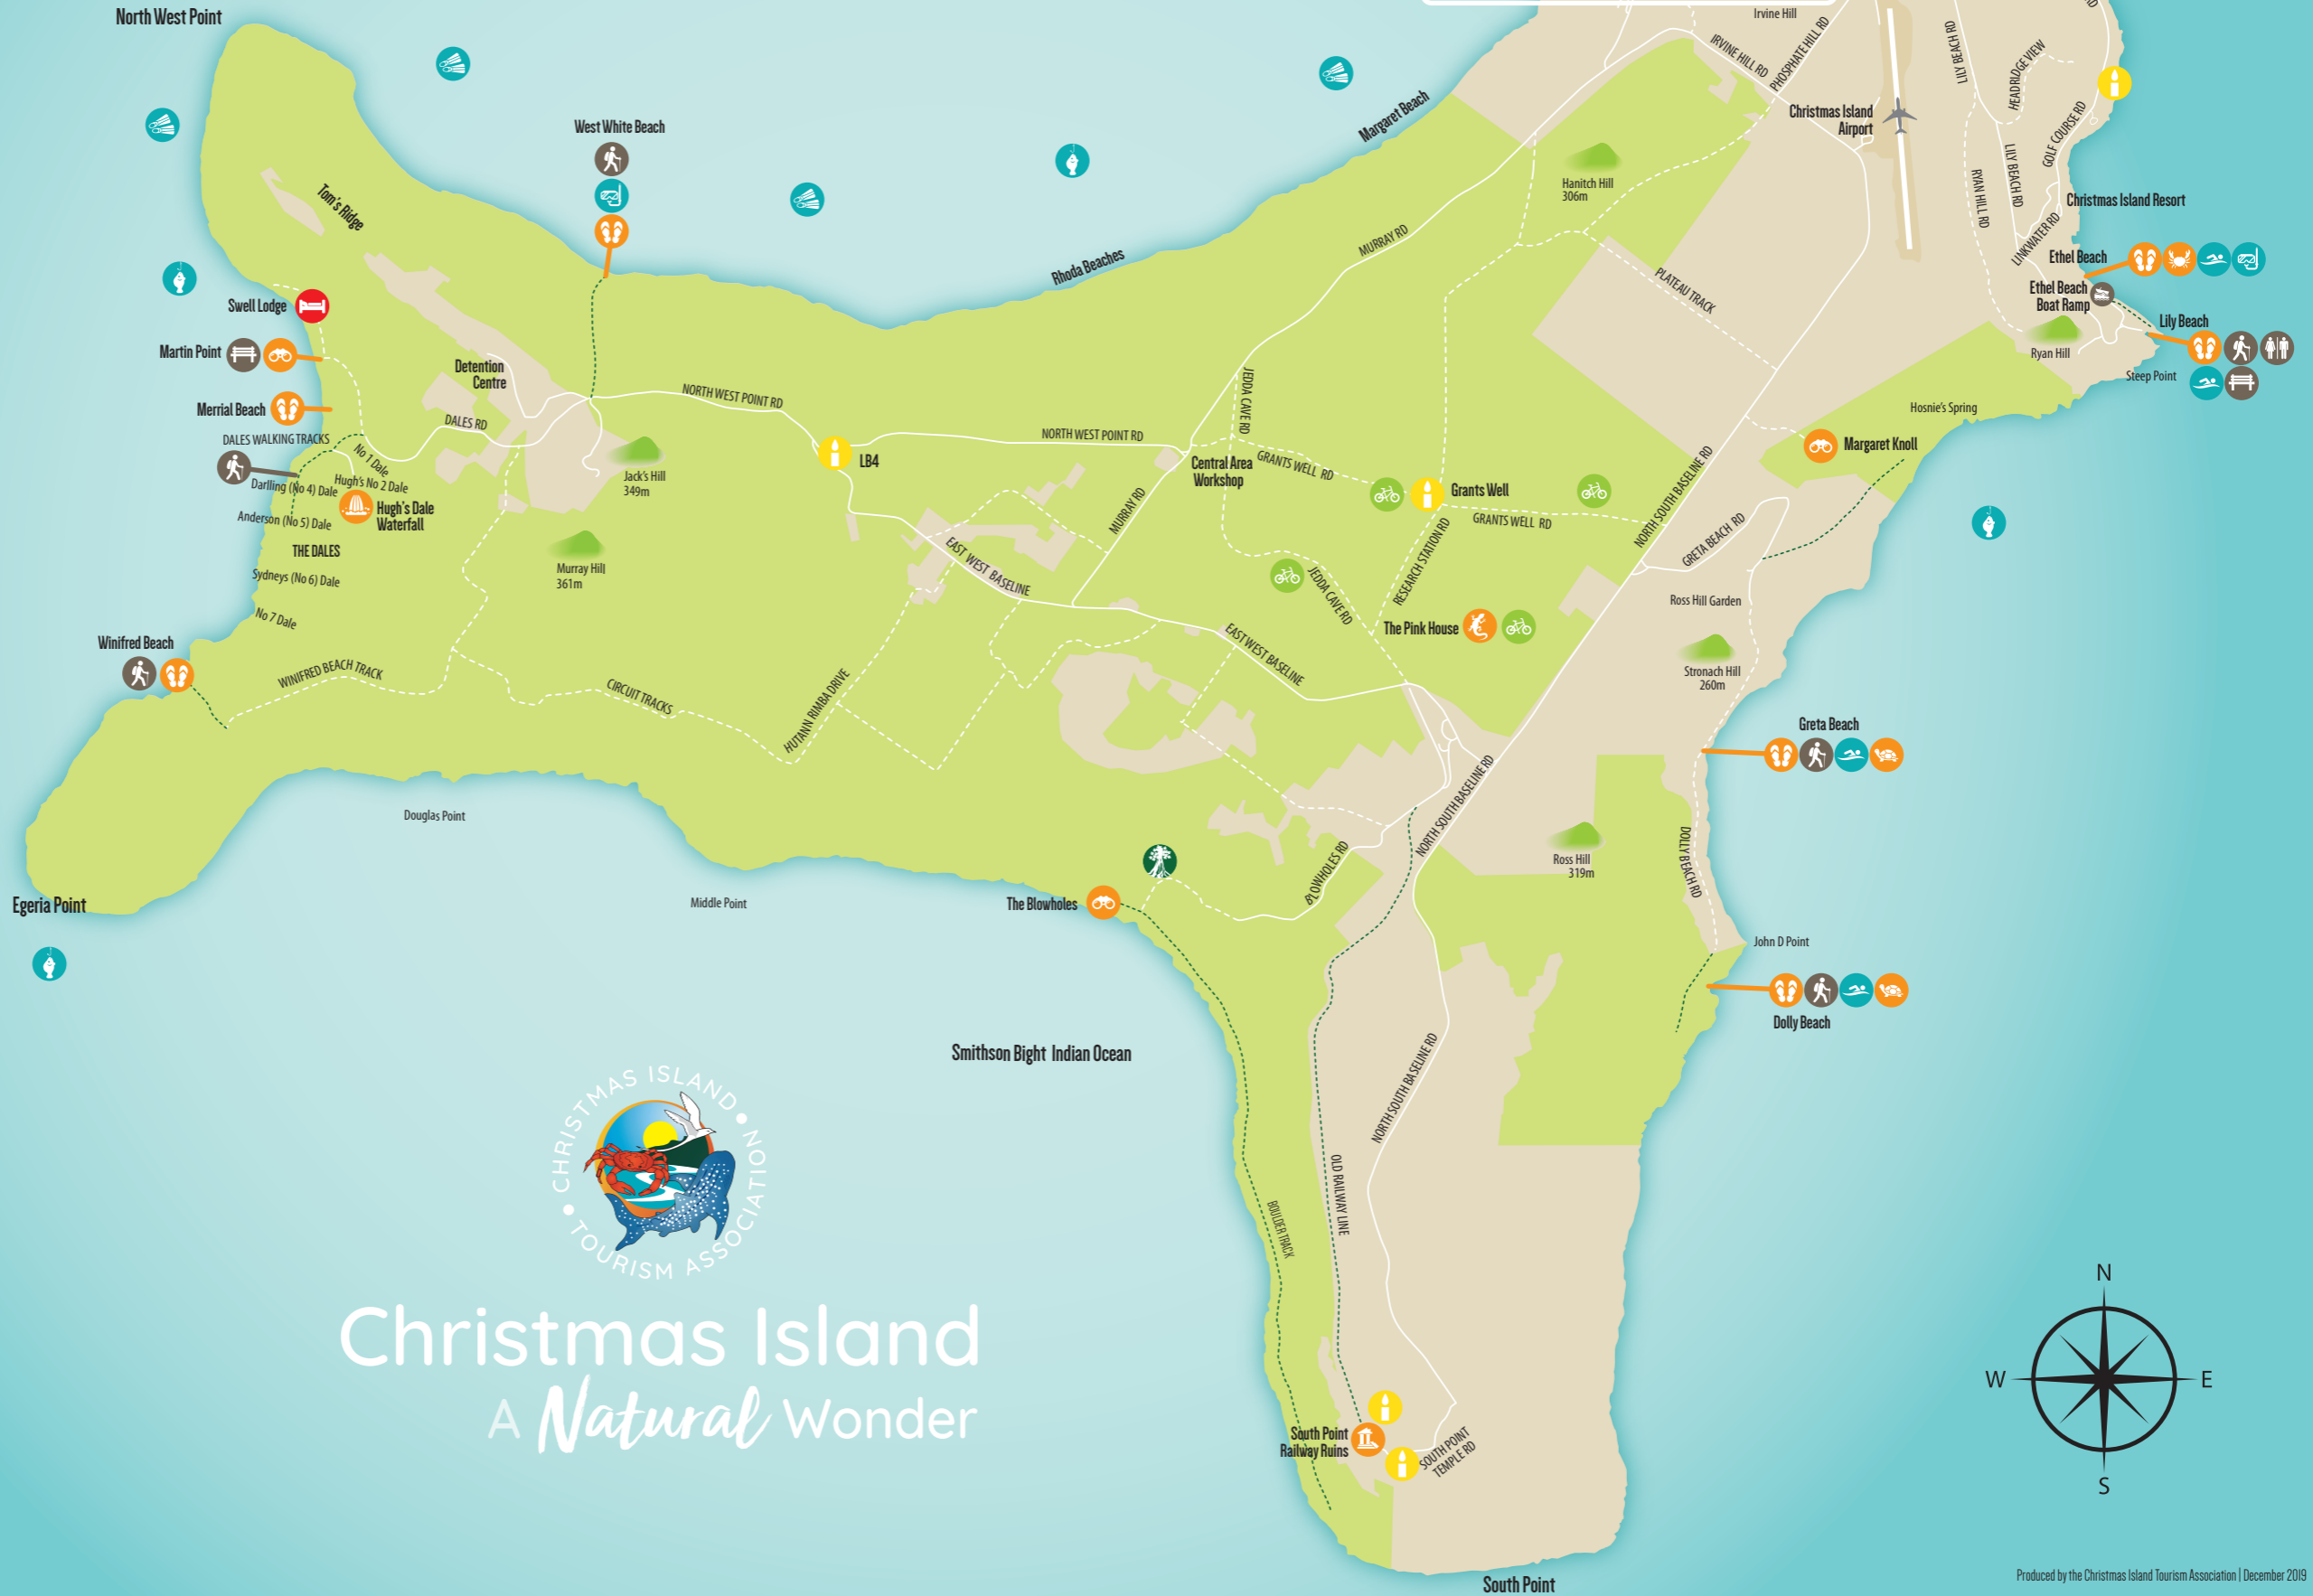 North West Point
Irvine Hill
IRVINE HILL RD
PHOSPHATE HILL RD
LILY BEACH RD
HEADRIDGE VIEW
RD
Christmas Island
Airport
GOLF COURSE RD
Margaret Beach
West White Beach
Hanitch Hill
306m
RYAN HILL RD
LILY BEACH RD
LINKWATER RD
Christmas Island Resort
Tom's Ridge
MURRAY RD
Rhoda Beaches
PLATEAU TRACK
Ethel Beach
Ethel Beach
Boat Ramp
Swell Lodge
Lily Beach
Martin Point
Ryan Hill
Steep Point
Detention
Centre
NORTH WEST POINT RD
JEDDA CAVE RD
Merrial Beach
DALES RD
Hosnie's Spring
DALES WALKING TRACKS
NORTH WEST POINT RD
Margaret Knoll
No 1 Dale
LB4
Central Area
Workshop
GRANTS WELL RD
Jack's Hill
349m
Hugh's No 2 Dale
Darlling (No 4) Dale
Grants Well
NORTH SOUTH BASELINE RD
Hugh's Dale
Waterfall
Anderson (No 5) Dale
MURRAY RD
GRANTS WELL RD
GRETA BEACH RD
THE DALES
RESEARCH STATION RD
Murray Hill
361m
EAST WEST BASELINE
JEDDA CAVE RD
Sydneys (No 6) Dale
Ross Hill Garden
No 7 Dale
The Pink House
Winifred Beach
EAST WEST BASELINE
WINIFRED BEACH TRACK
Stronach Hill
260m
CIRCUIT TRACKS
HUTAN RIMBA DRIVE
Greta Beach
NORTH SOUTH BASELINE RD
Douglas Point
DOLLY BEACH RD
Ross Hill
319m
BLOWHOLES RD
Egeria Point
Middle Point
The Blowholes
John D Point
Dolly Beach
Smithson Bight Indian Ocean
NORTH SOUTH BASELINE RD
CHRISTMAS ISLAND
TOURISM ASSOCIATION
OLD RAILWAY LINE
BOULDER TRACK
Christmas Island
A Natural Wonder
N
W
E
S
South Point
Railway Ruins
SOUTH POINT
TEMPLE RD
South Point
Produced by the Christmas Island Tourism Association | December 2019